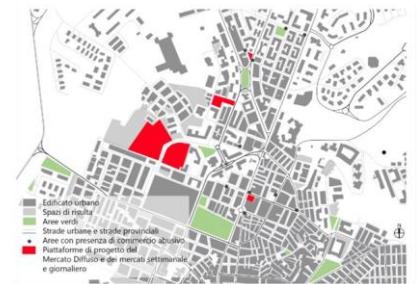 Edificato urbano
Spazi di risulta
Aree verdi
Strade urbane e strade provinciali
Aree con presenza di commercio abusivo
Piattaforme di progetto del
Mercato Diffuso e dei mercati settimanale
e giornaliero
N